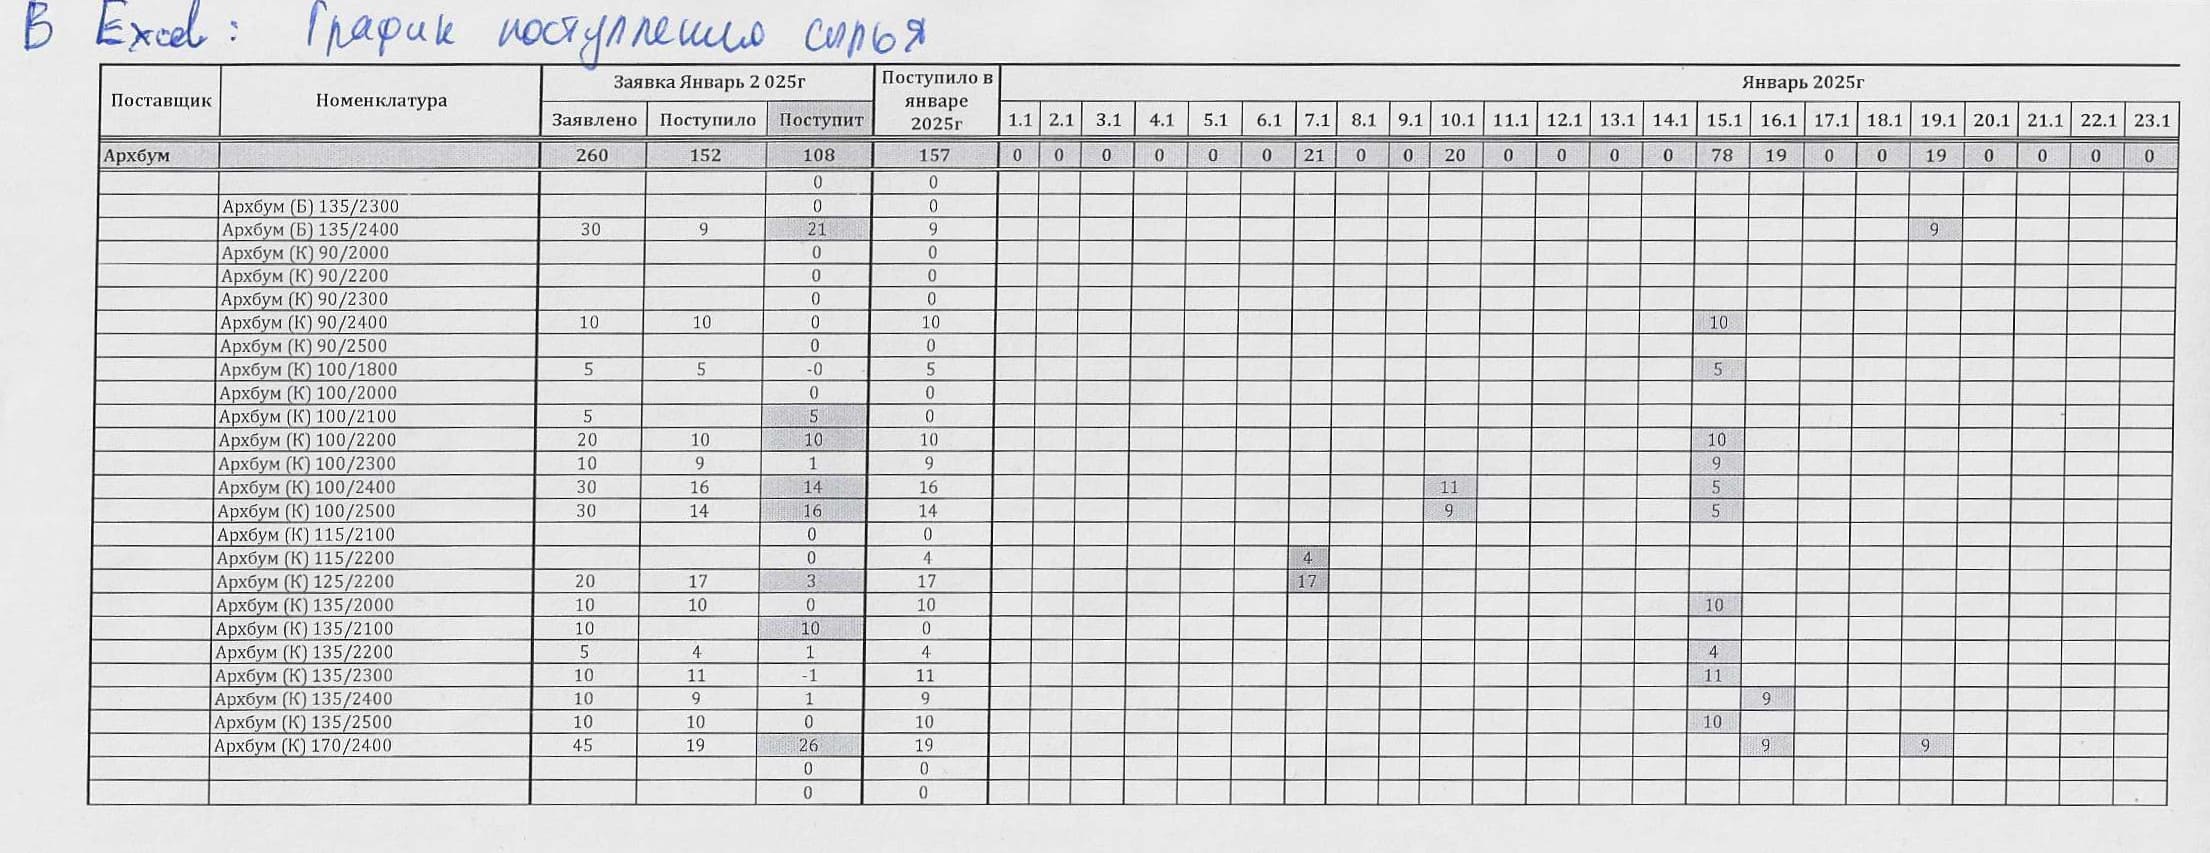 В Excel: График поступления сырья
Поставщик Номенклатура Заявка Январь 2 025г Поступило в январе 2025г Январь 2025г
Заявлено Поступило Поступит 1.1 2.1 3.1 4.1 5.1 6.1 7.1 8.1 9.1 10.1 11.1 12.1 13.1 14.1 15.1 16.1 17.1 18.1 19.1 20.1 21.1 22.1 23.1
Архбум 260 152 108 157 0 0 0 0 0 0 21 0 0 20 0 0 0 0 78 19 0 0 19 0 0 0 0
0 0
Архбум (Б) 135/2300 0 0
Архбум (Б) 135/2400 30 9 21 9 9
Архбум (К) 90/2000 0 0
Архбум (К) 90/2200 0 0
Архбум (К) 90/2300 0 0
Архбум (К) 90/2400 10 10 0 10 10
Архбум (К) 90/2500 0 0
Архбум (К) 100/1800 5 5 -0 5 5
Архбум (К) 100/2000 0 0
Архбум (К) 100/2100 5 5 0
Архбум (К) 100/2200 20 10 10 10 10
Архбум (К) 100/2300 10 9 1 9 9
Архбум (К) 100/2400 30 16 14 16 11 5
Архбум (К) 100/2500 30 14 16 14 9 5
Архбум (К) 115/2100 0 0
Архбум (К) 115/2200 0 4 4
Архбум (К) 125/2200 20 17 3 17 17
Архбум (К) 135/2000 10 10 0 10 10
Архбум (К) 135/2100 10 10 0
Архбум (К) 135/2200 5 4 1 4 4
Архбум (К) 135/2300 10 11 -1 11 11
Архбум (К) 135/2400 10 9 1 9 9
Архбум (К) 135/2500 10 10 0 10 10
Архбум (К) 170/2400 45 19 26 19 9 9
0 0
0 0